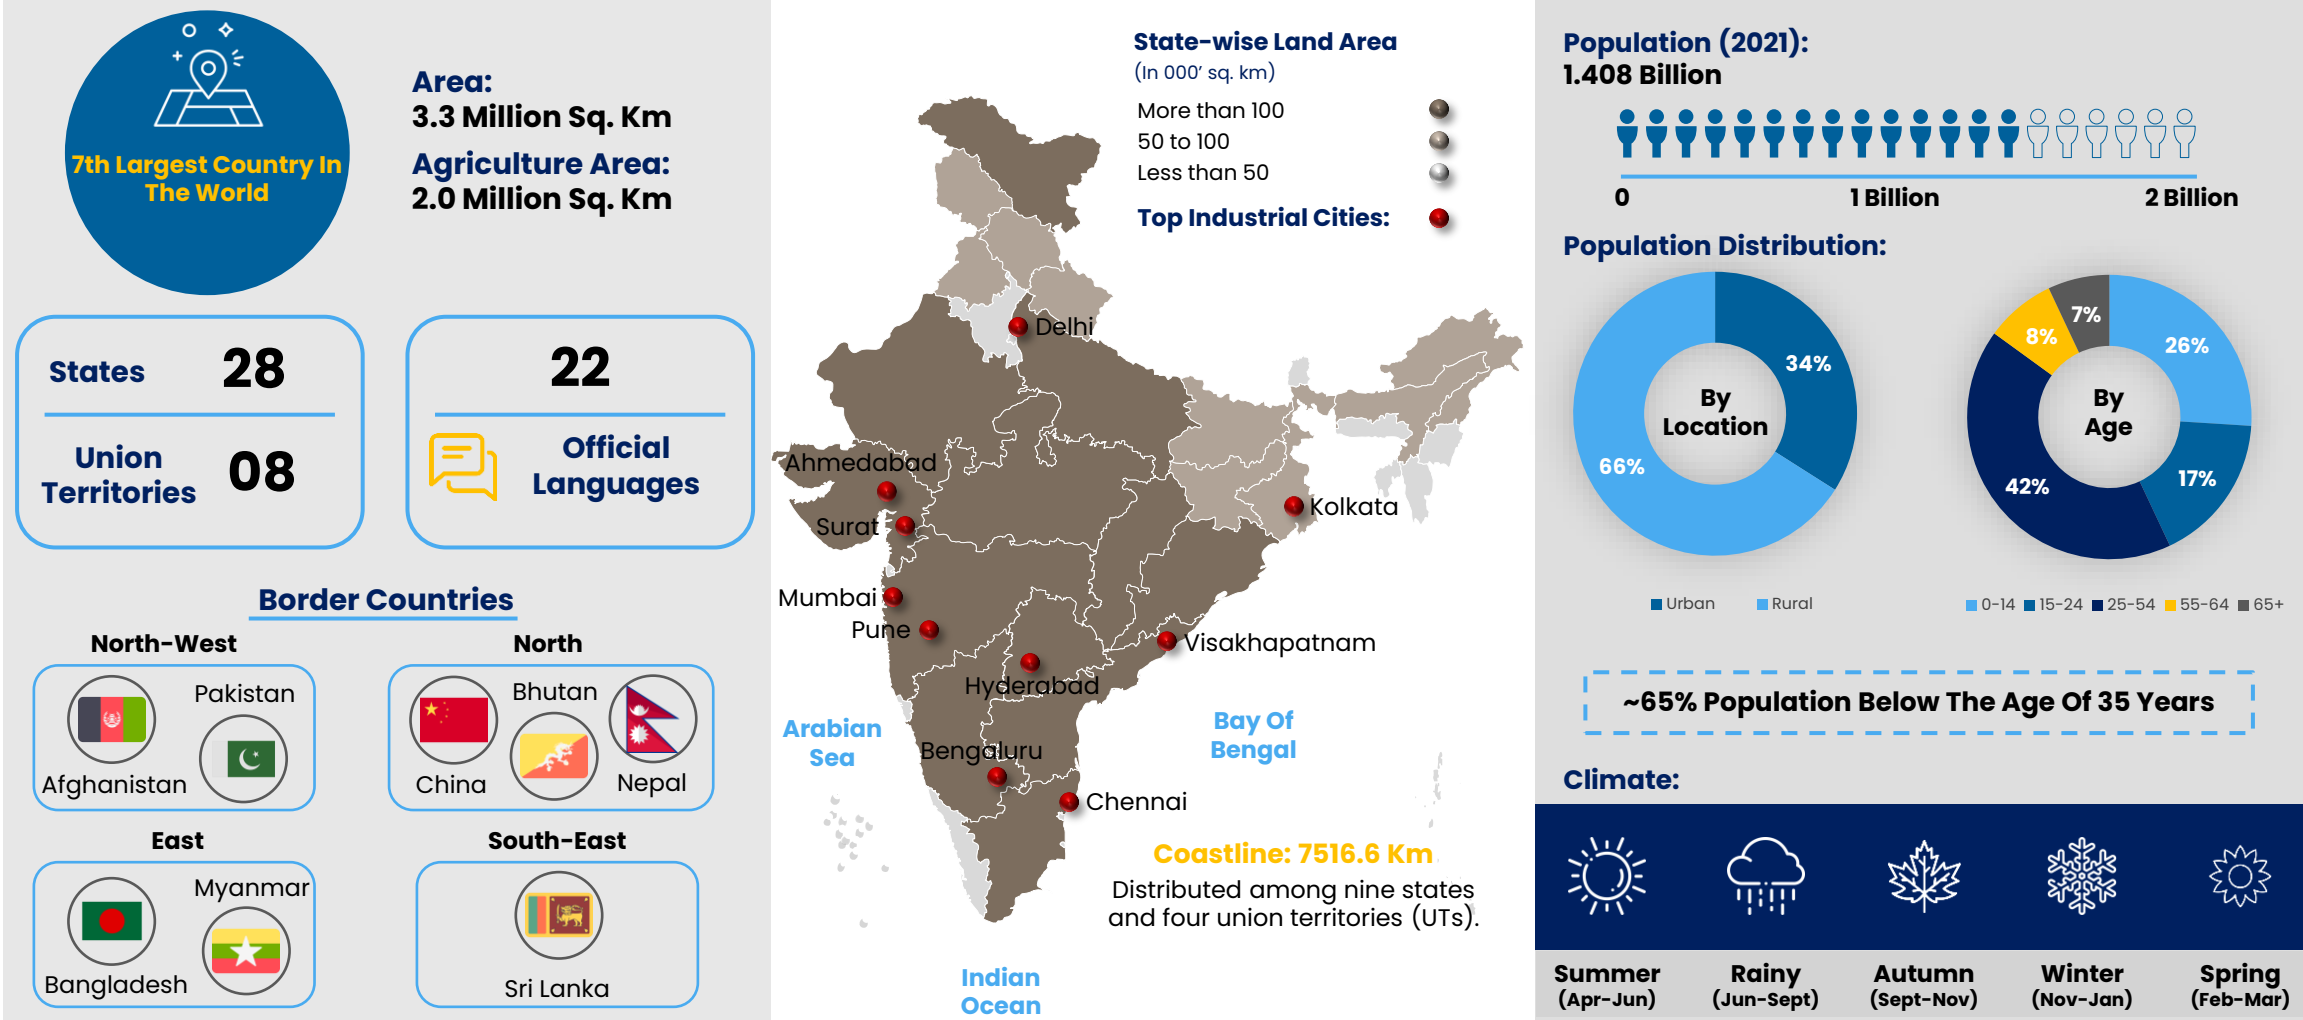 7th Largest Country In
The World
Area:
3.3 Million Sq. Km
Agriculture Area:
2.0 Million Sq. Km
States
28
Union
Territories
08
22
Official
Languages
Border Countries
North-West
Afghanistan
Pakistan
North
China
Bhutan
Nepal
East
Bangladesh
Myanmar
South-East
Sri Lanka
State-wise Land Area
(In 000' sq. km)
More than 100
50 to 100
Less than 50
Top Industrial Cities:
Delhi
Ahmedabad
Surat
Kolkata
Mumbai
Pune
Visakhapatnam
Hyderabad
Arabian
Sea
Bay Of
Bengal
Bengaluru
Chennai
Coastline: 7516.6 Km
Distributed among nine states
and four union territories (UTs).
Indian
Ocean
Population (2021):
1.408 Billion
0
1 Billion
2 Billion
Population Distribution:
By
Location
34%
66%
Urban
Rural
By
Age
26%
17%
42%
8%
7%
0-14
15-24
25-54
55-64
65+
~65% Population Below The Age Of 35 Years
Climate:
Summer
(Apr-Jun)
Rainy
(Jun-Sept)
Autumn
(Sept-Nov)
Winter
(Nov-Jan)
Spring
(Feb-Mar)